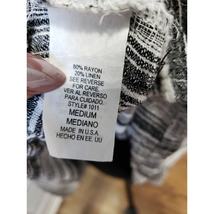 80% RAYON
20% LINEN
SEE REVERSE
FOR CARE.
VER AL REVERSO
PARA CUIDADO.
STYLE# 1011
MEDIUM
MEDIANO
MADE IN U.S.A
HECHO EN EE. UU